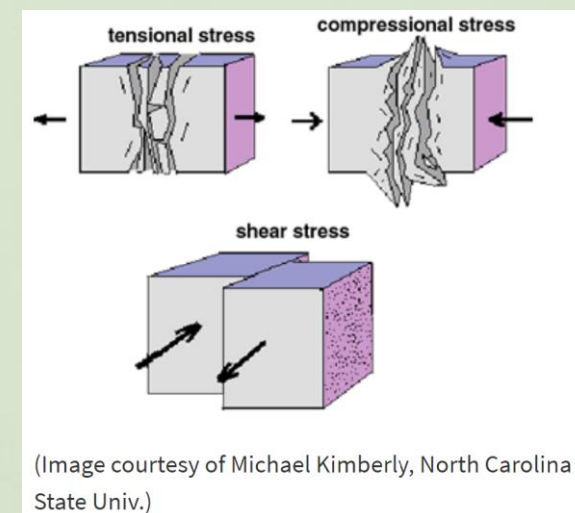 tensional stress
compressional stress
shear stress
(Image courtesy of Michael Kimberly, North Carolina
State Univ.)